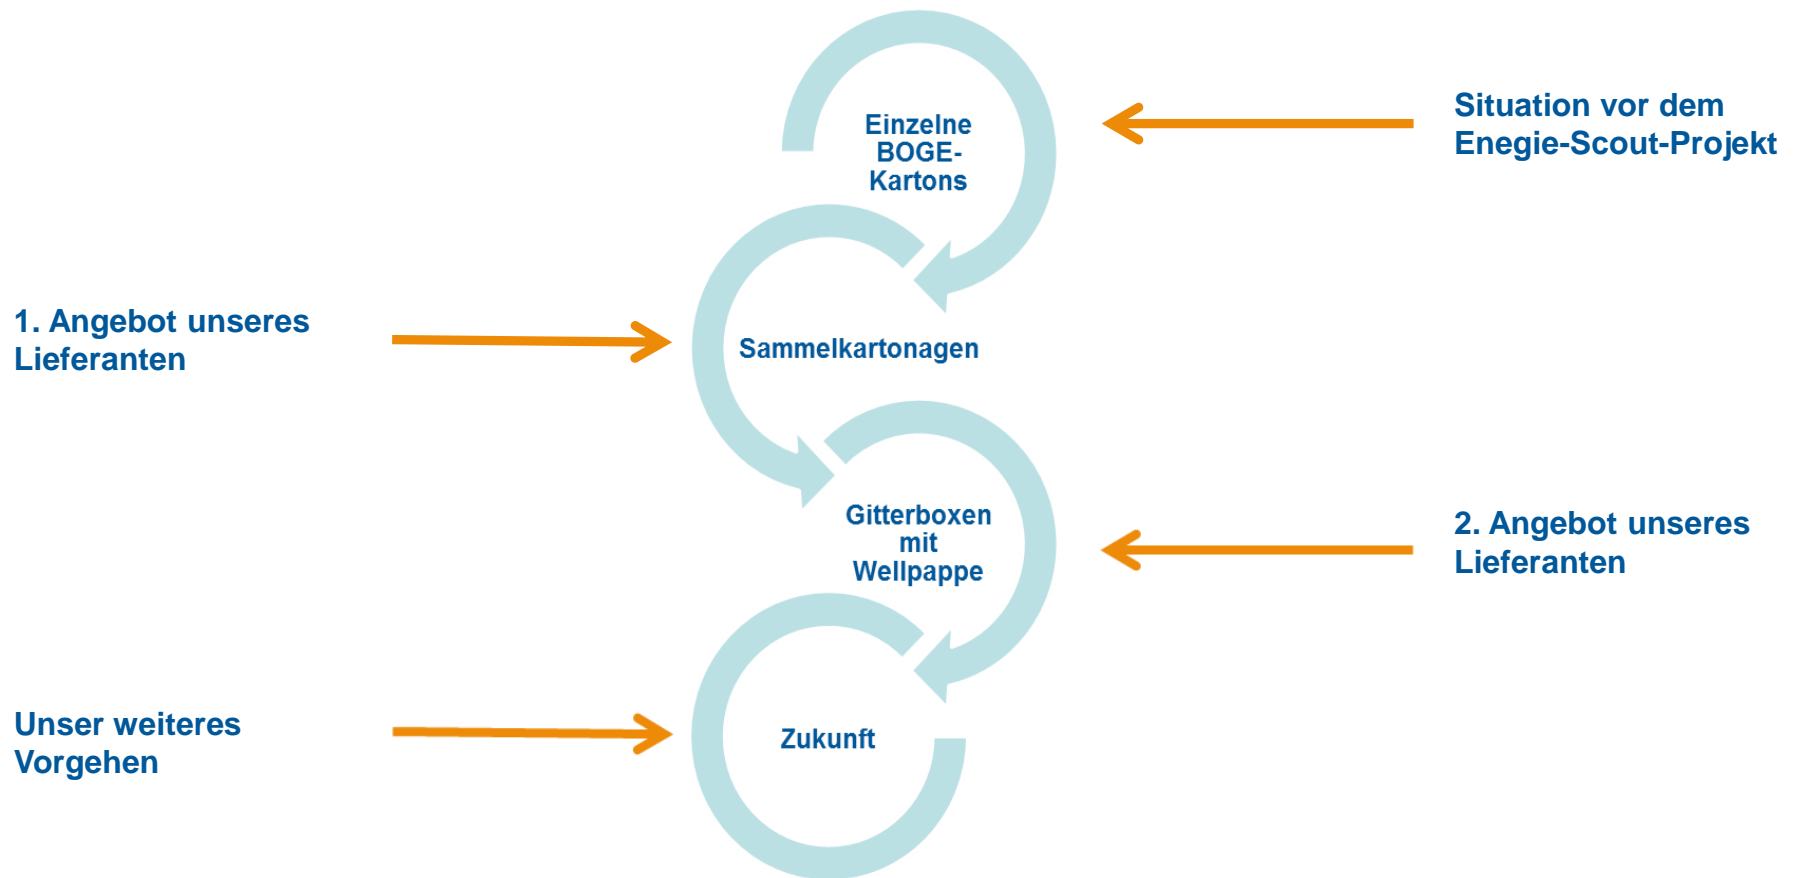 Einzelne
BOGE-
Kartons
Situation vor dem
Enegie-Scout-Projekt
1. Angebot unseres
Lieferanten
Sammelkartonagen
Gitterboxen
mit
Wellpappe
2. Angebot unseres
Lieferanten
Unser weiteres
Vorgehen
Zukunft